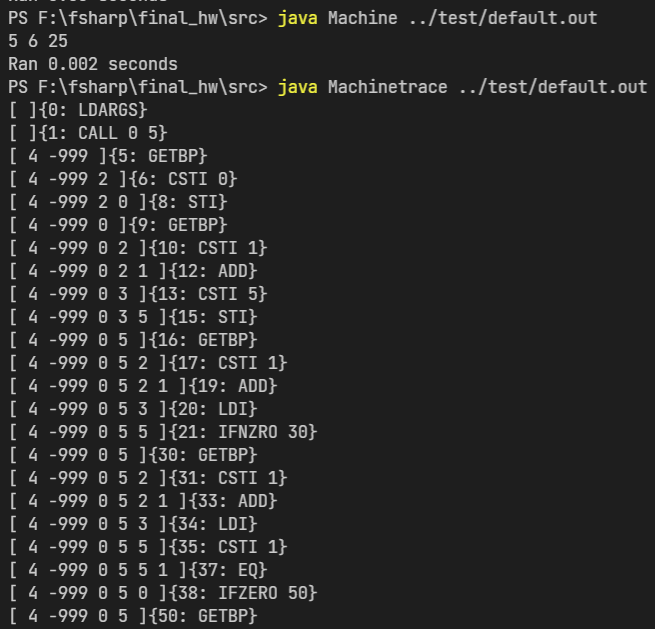 PS F:\fsharp\final_hw\src> java Machine ../test/default.out
5 6 25
Ran 0.002 seconds
PS F:\fsharp\final_hw\src> java Machinetrace ../test/default.out
[ ]{0: LDARGS}
[ ]{1: CALL 0 5}
[ 4 -999 ]{5: GETBP}
[ 4 -999 2 ]{6: CSTI 0}
[ 4 -999 2 0 ]{8: STI}
[ 4 -999 0 ]{9: GETBP}
[ 4 -999 0 2 ]{10: CSTI 1}
[ 4 -999 0 2 1 ]{12: ADD}
[ 4 -999 0 3 ]{13: CSTI 5}
[ 4 -999 0 3 5 ]{15: STI}
[ 4 -999 0 5 ]{16: GETBP}
[ 4 -999 0 5 2 ]{17: CSTI 1}
[ 4 -999 0 5 2 1 ]{19: ADD}
[ 4 -999 0 5 3 ]{20: LDI}
[ 4 -999 0 5 5 ]{21: IFNZRO 30}
[ 4 -999 0 5 ]{30: GETBP}
[ 4 -999 0 5 2 ]{31: CSTI 1}
[ 4 -999 0 5 2 1 ]{33: ADD}
[ 4 -999 0 5 3 ]{34: LDI}
[ 4 -999 0 5 5 ]{35: CSTI 1}
[ 4 -999 0 5 5 1 ]{37: EQ}
[ 4 -999 0 5 0 ]{38: IFZERO 50}
[ 4 -999 0 5 ]{50: GETBP}